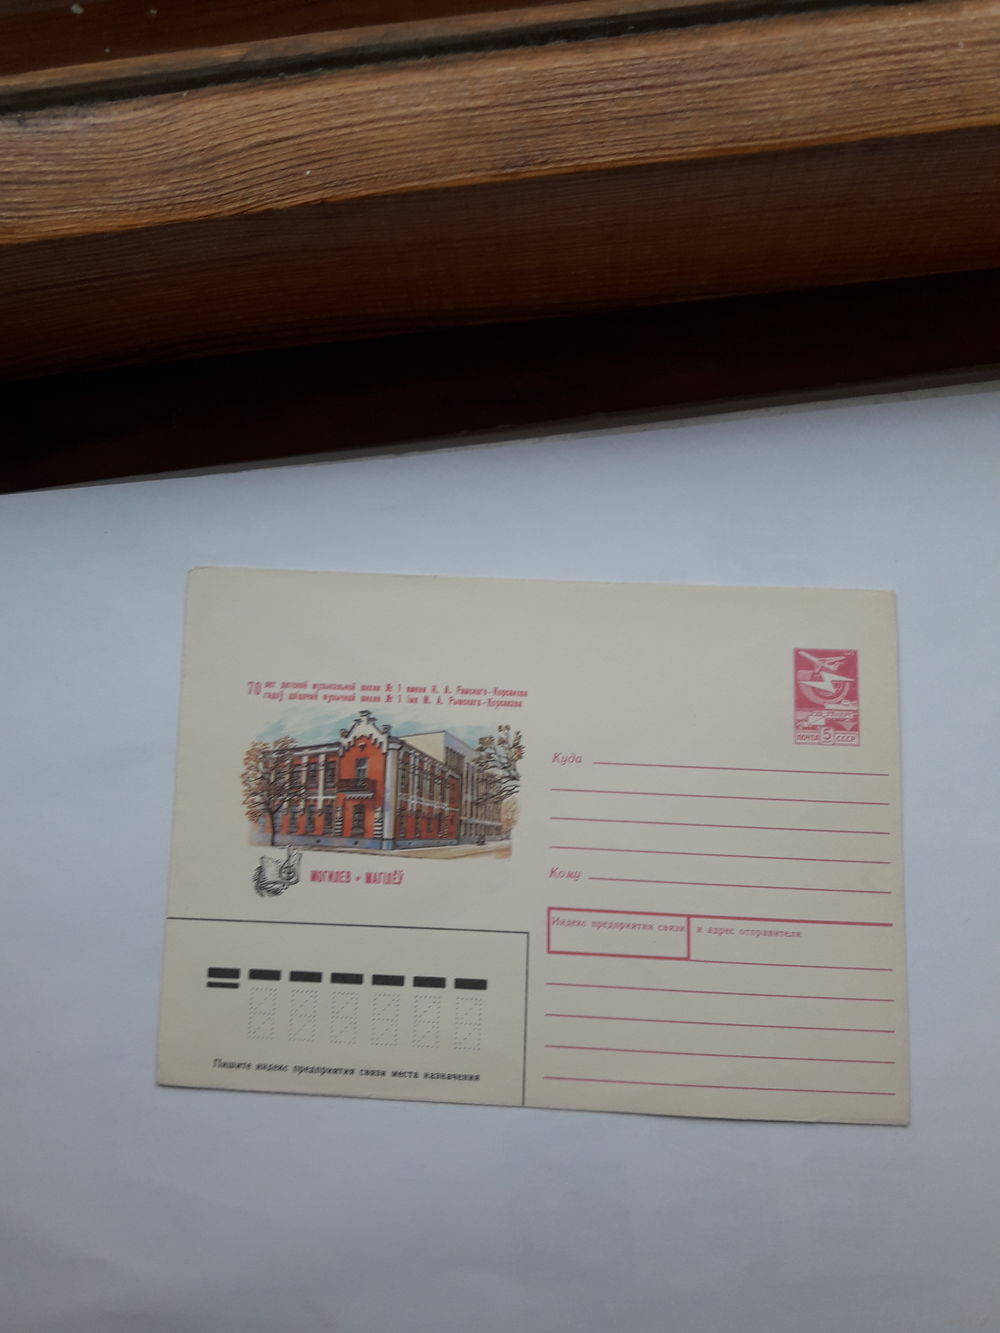 70 лет детской музыкальной школе № 1 имени Н. А. Римского-Корсакова
гадоў дзіцячай музычнай школе № 1 імя М. А. Рымскага-Корсакава
ПОЧТА 5 СССР
Куда
Кому
МОГИЛЕВ • МАГІЛЁЎ
Индекс предприятия связи и адрес отправителя
Пишите индекс предприятия связи места назначения